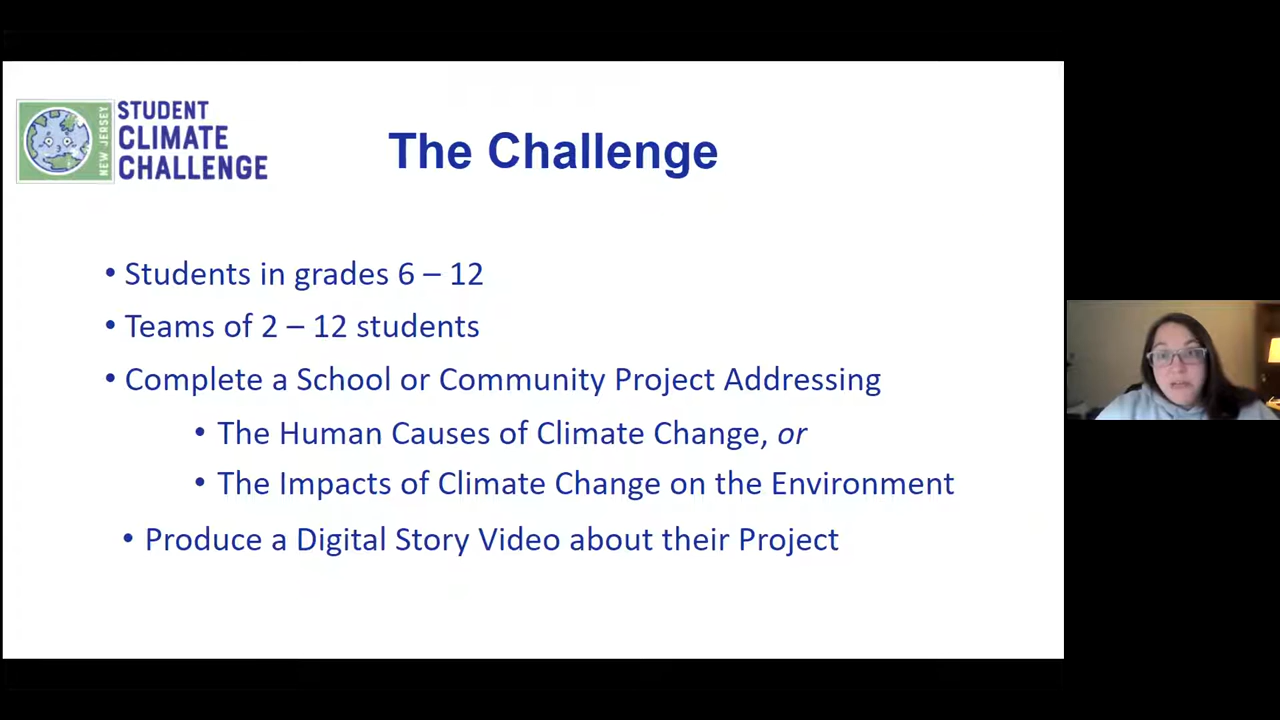 STUDENT
CLIMATE
CHALLENGE
NEW JERSEY
The Challenge
• Students in grades 6 – 12
• Teams of 2 – 12 students
• Complete a School or Community Project Addressing
• The Human Causes of Climate Change, or
• The Impacts of Climate Change on the Environment
• Produce a Digital Story Video about their Project